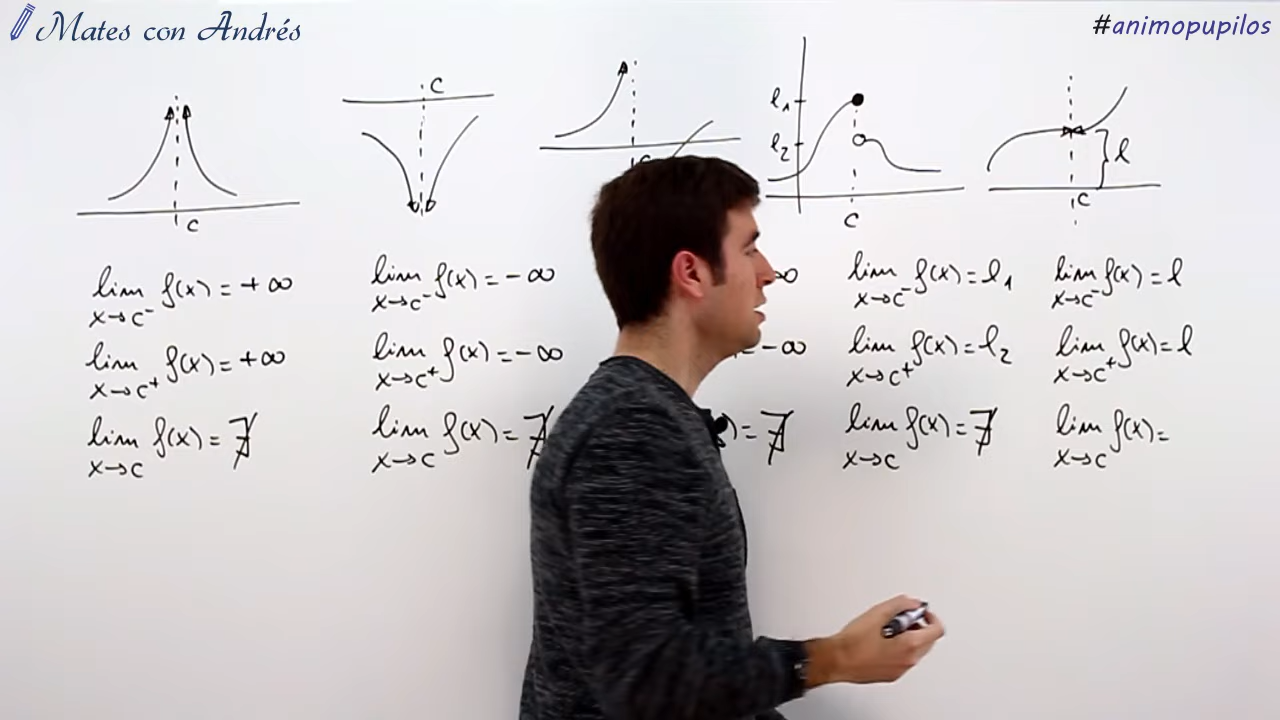 Mates con Andrés
#animopupilos
c
c
l₁
l₂
c
c
l
c
lim f(x) = +∞
x→c⁻
lim f(x) = -∞
x→c⁻
∞
lim f(x) = l₁
x→c⁻
lim f(x) = l
x→c⁻
lim f(x) = +∞
x→c⁺
lim f(x) = -∞
x→c⁺
= -∞
lim f(x) = l₂
x→c⁺
lim f(x) = l
x→c⁺
lim f(x) = ∄
x→c
lim f(x) = ∄
x→c
) = ∄
lim f(x) = ∄
x→c
lim f(x) =
x→c